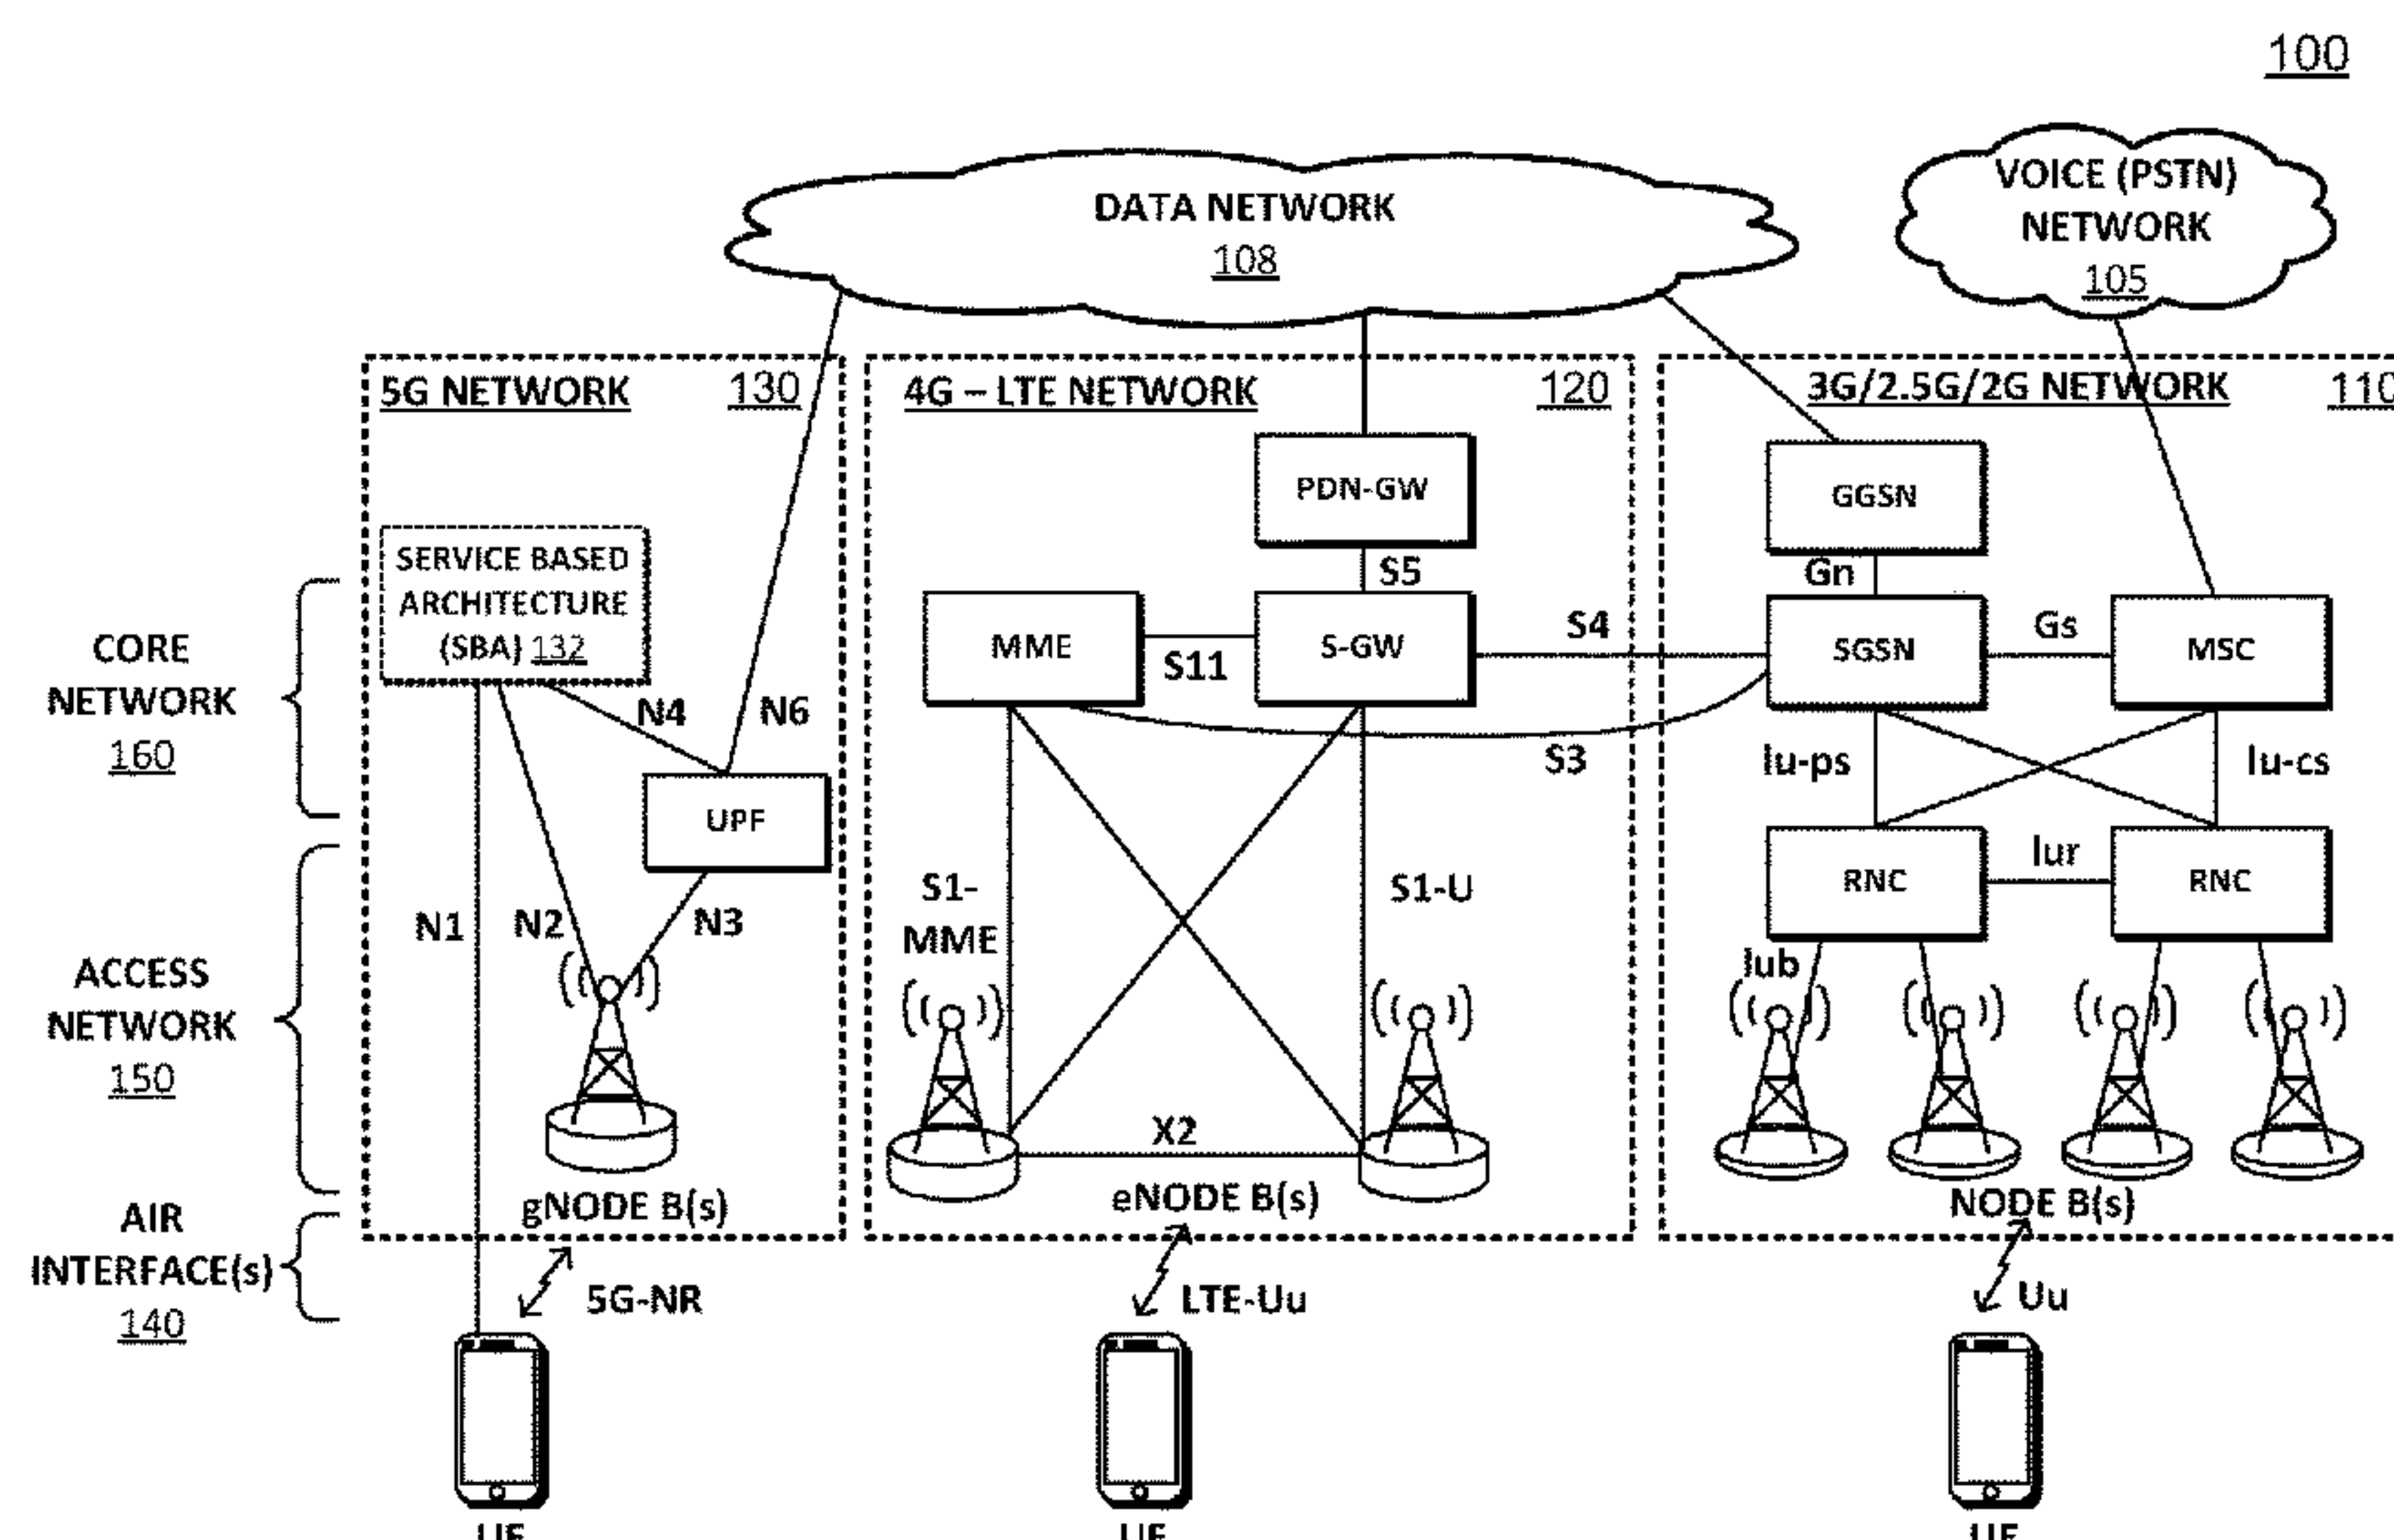 100
DATA NETWORK
108
VOICE (PSTN)
NETWORK
105
5G NETWORK
130
4G – LTE NETWORK
120
3G/2.5G/2G NETWORK
110
PDN-GW
GGSN
SERVICE BASED
ARCHITECTURE
(SBA) 132
S5
Gn
CORE
NETWORK
160
MME
S11
S-GW
S4
SGSN
Gs
MSC
N4
N6
S3
Iu-ps
Iu-cs
UPF
RNC
Iur
RNC
ACCESS
NETWORK
150
N1
N2
N3
S1-
MME
S1-U
Iub
X2
gNODE B(s)
eNODE B(s)
NODE B(s)
AIR
INTERFACE(s)
140
5G-NR
LTE-Uu
Uu
UE
UE
UE